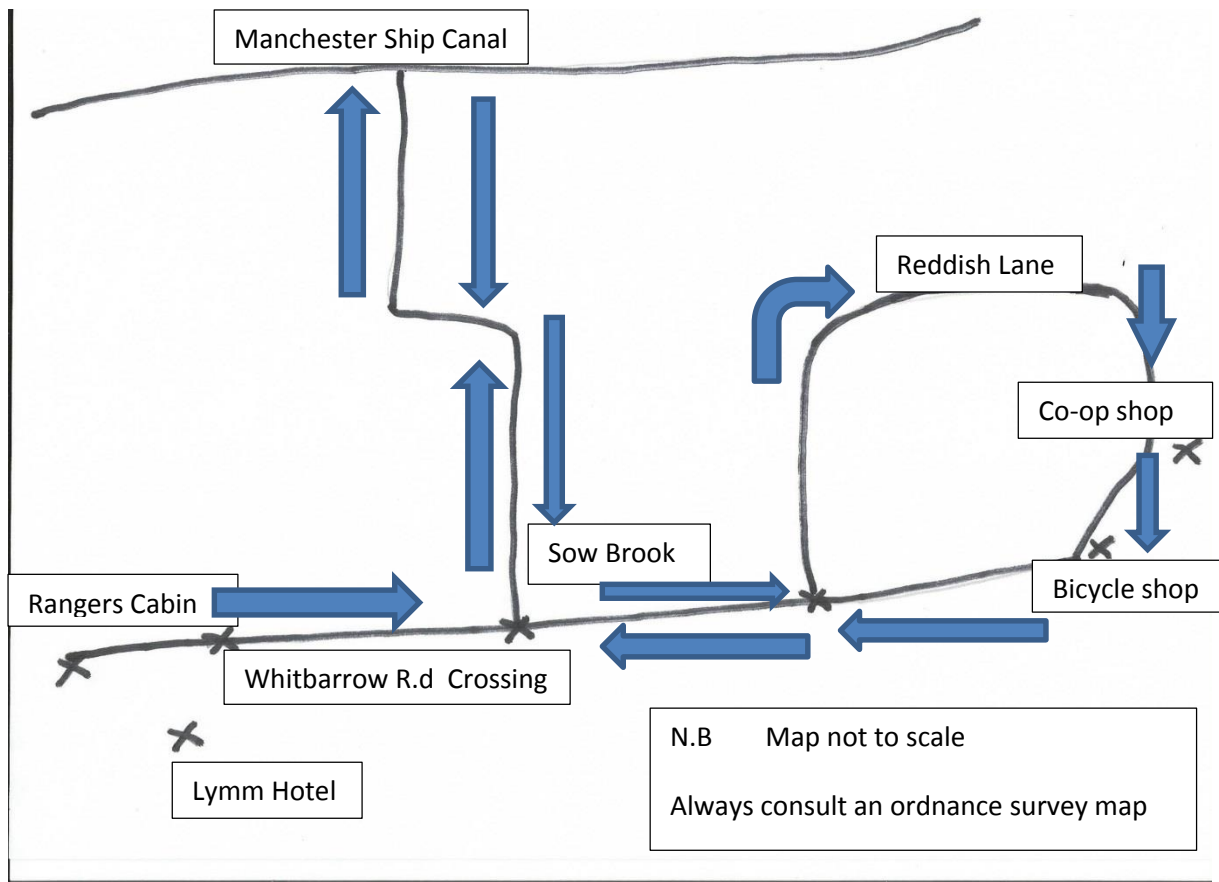 Manchester Ship Canal
Reddish Lane
Co-op shop
Sow Brook
Rangers Cabin
Bicycle shop
Whitbarrow R.d Crossing
N.B Map not to scale
Always consult an ordnance survey map
Lymm Hotel